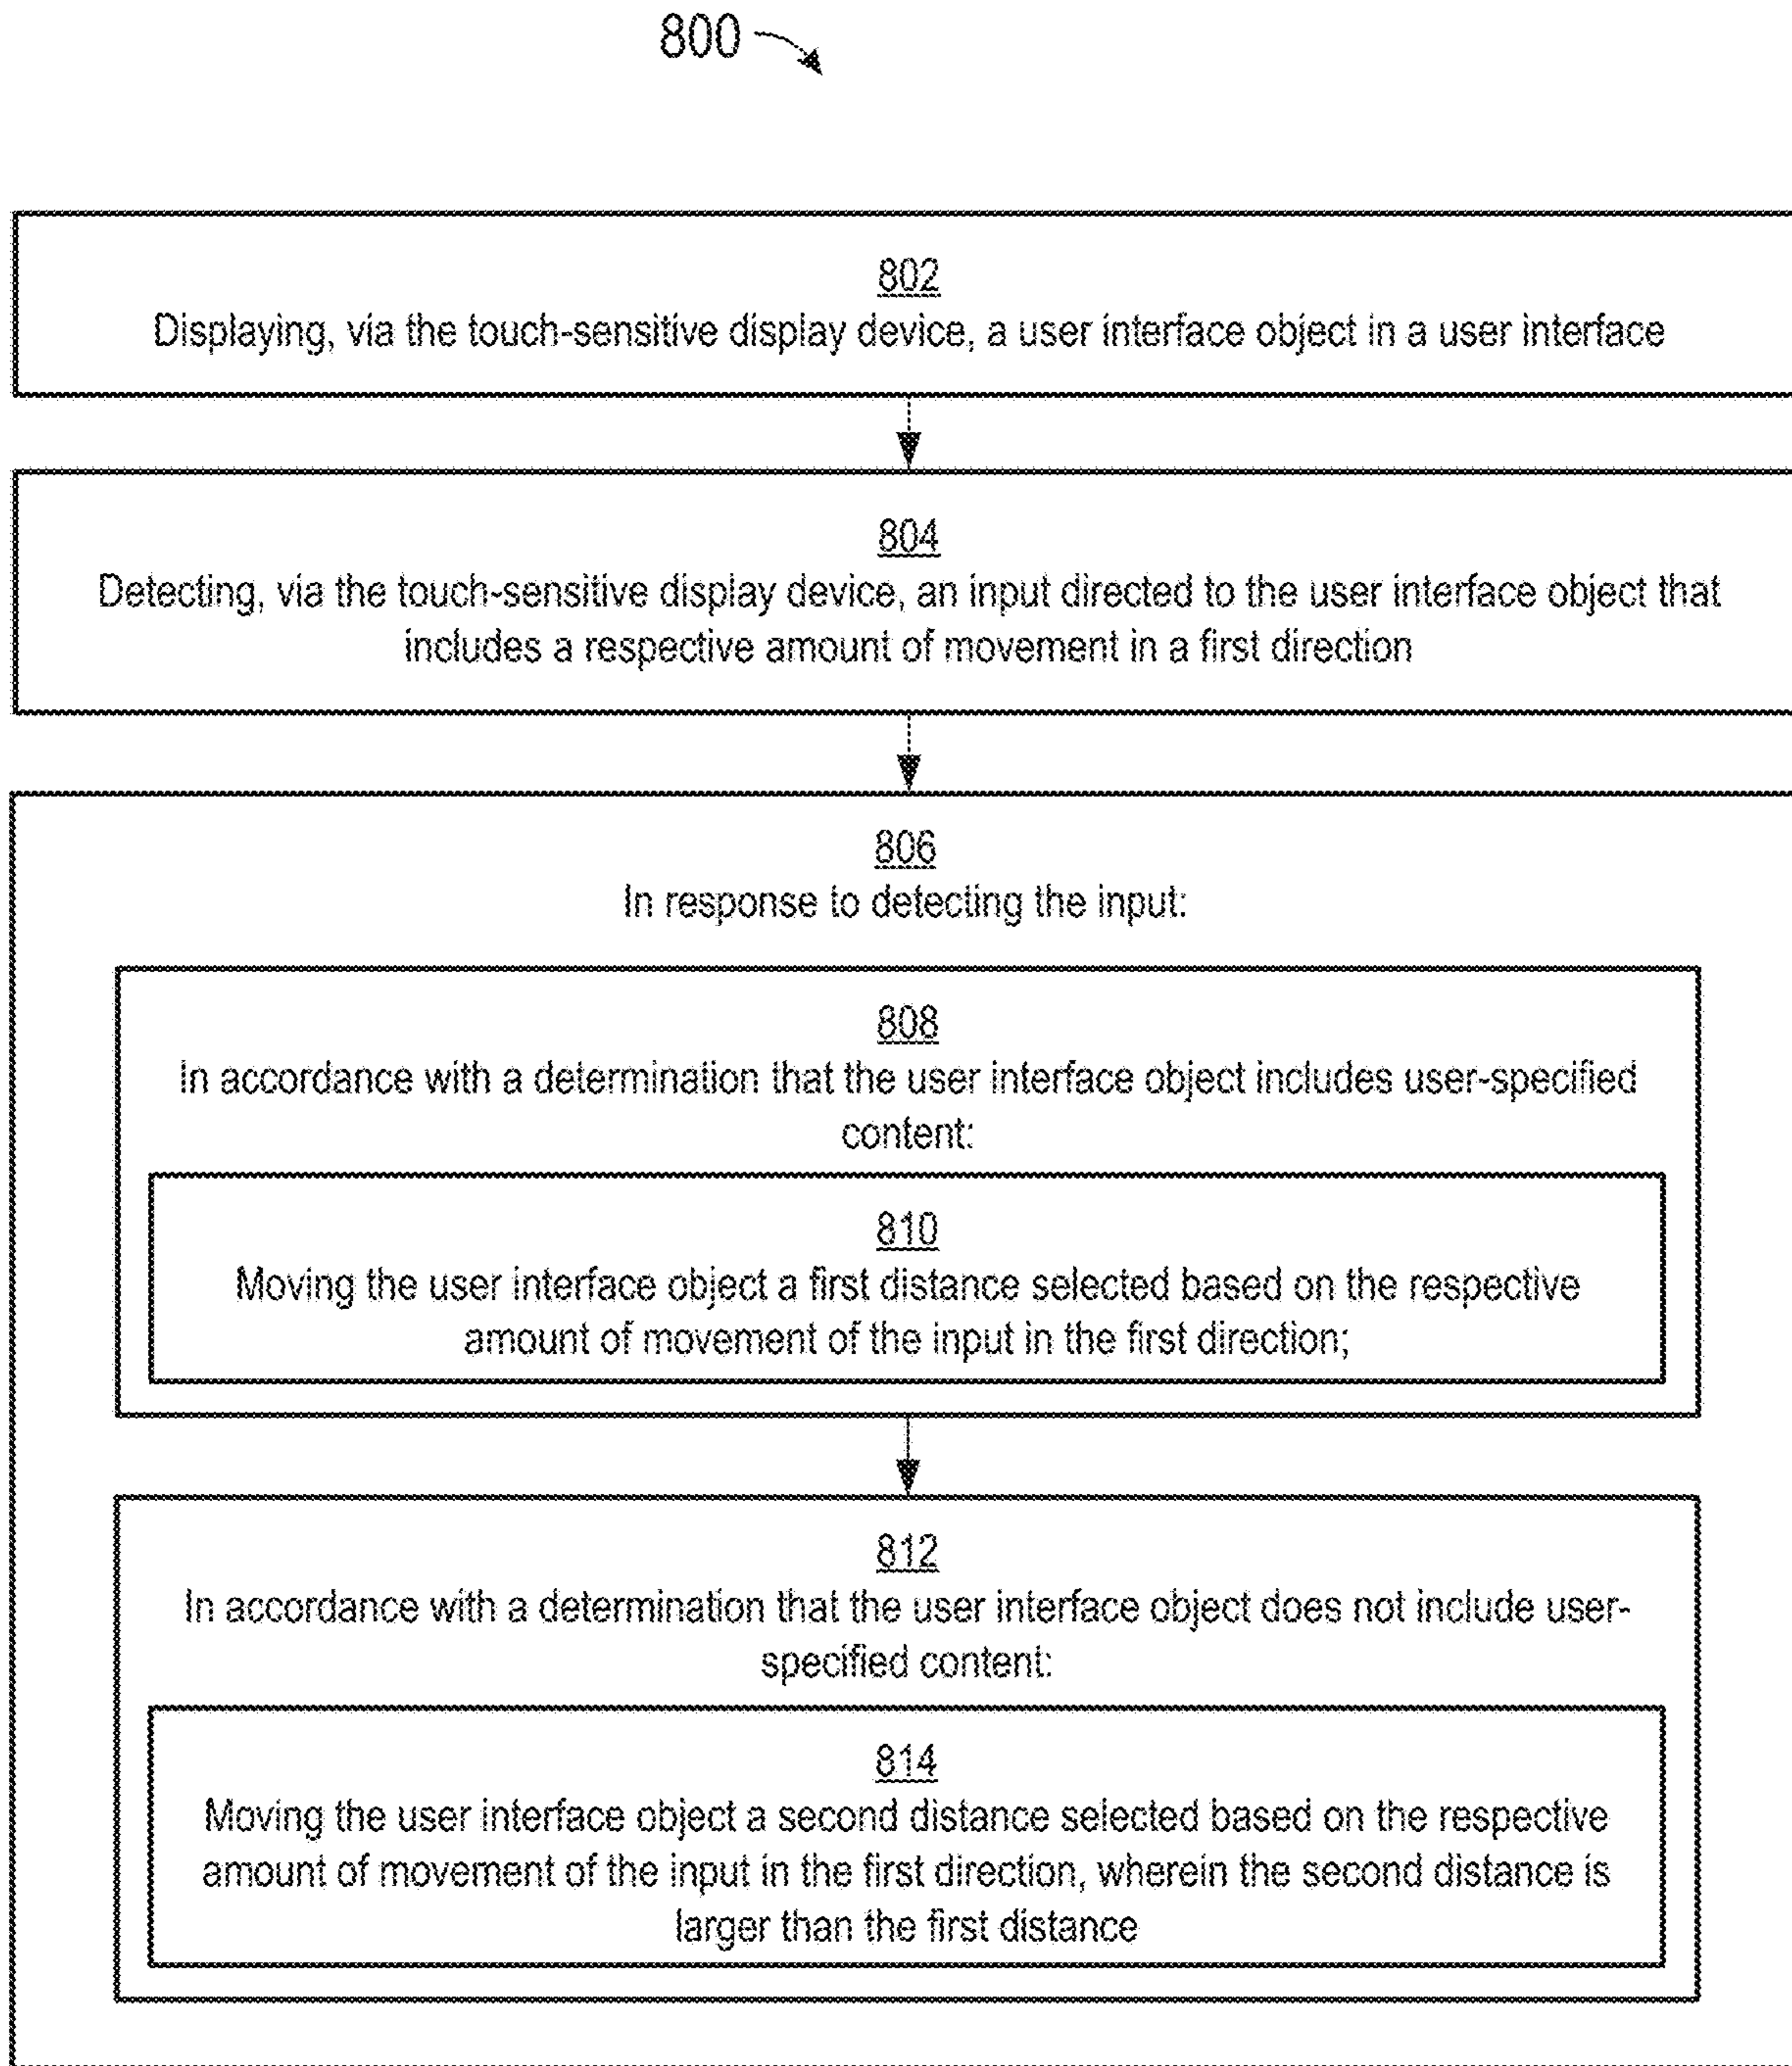 800
802
Displaying, via the touch-sensitive display device, a user interface object in a user interface
804
Detecting, via the touch-sensitive display device, an input directed to the user interface object that
includes a respective amount of movement in a first direction
806
In response to detecting the input:
808
In accordance with a determination that the user interface object includes user-specified
content:
810
Moving the user interface object a first distance selected based on the respective
amount of movement of the input in the first direction;
812
In accordance with a determination that the user interface object does not include user-
specified content:
814
Moving the user interface object a second distance selected based on the respective
amount of movement of the input in the first direction, wherein the second distance is
larger than the first distance